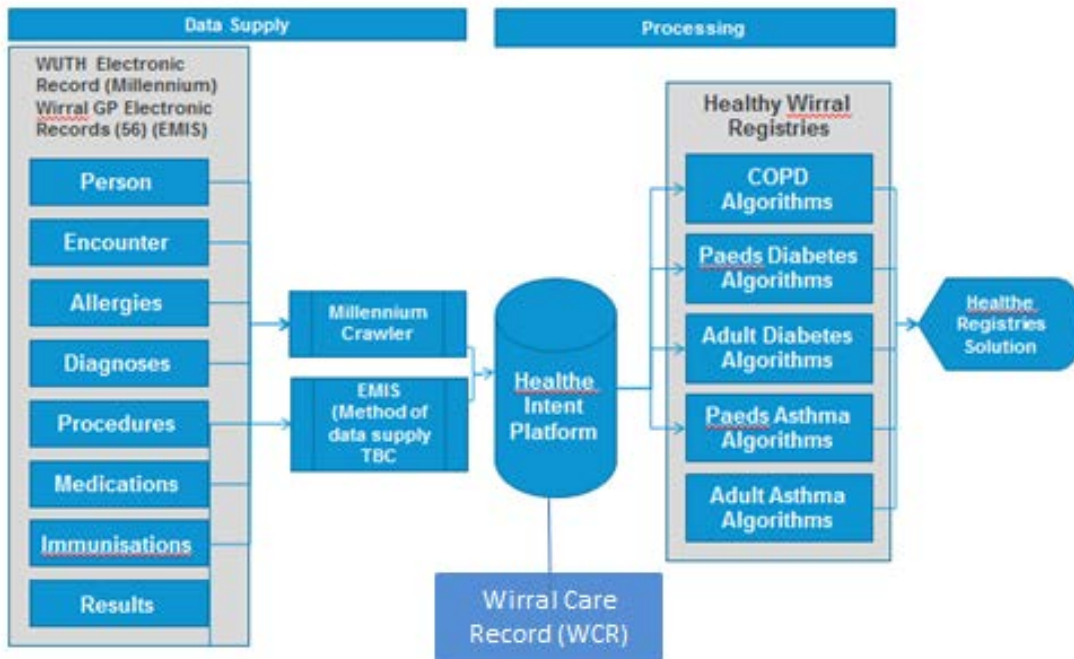 Data Supply
Processing
WUTH Electronic
Record (Millennium)
Wirral GP Electronic
Records (56) (EMIS)
Person
Encounter
Allergies
Diagnoses
Procedures
Medications
Immunisations
Results
Millennium
Crawler
EMIS
(Method of
data supply
TBC
Healthe
Intent
Platform
Wirral Care
Record (WCR)
Healthy Wirral
Registries
COPD
Algorithms
Paeds Diabetes
Algorithms
Adult Diabetes
Algorithms
Paeds Asthma
Algorithms
Adult Asthma
Algorithms
Healthe
Registries
Solution